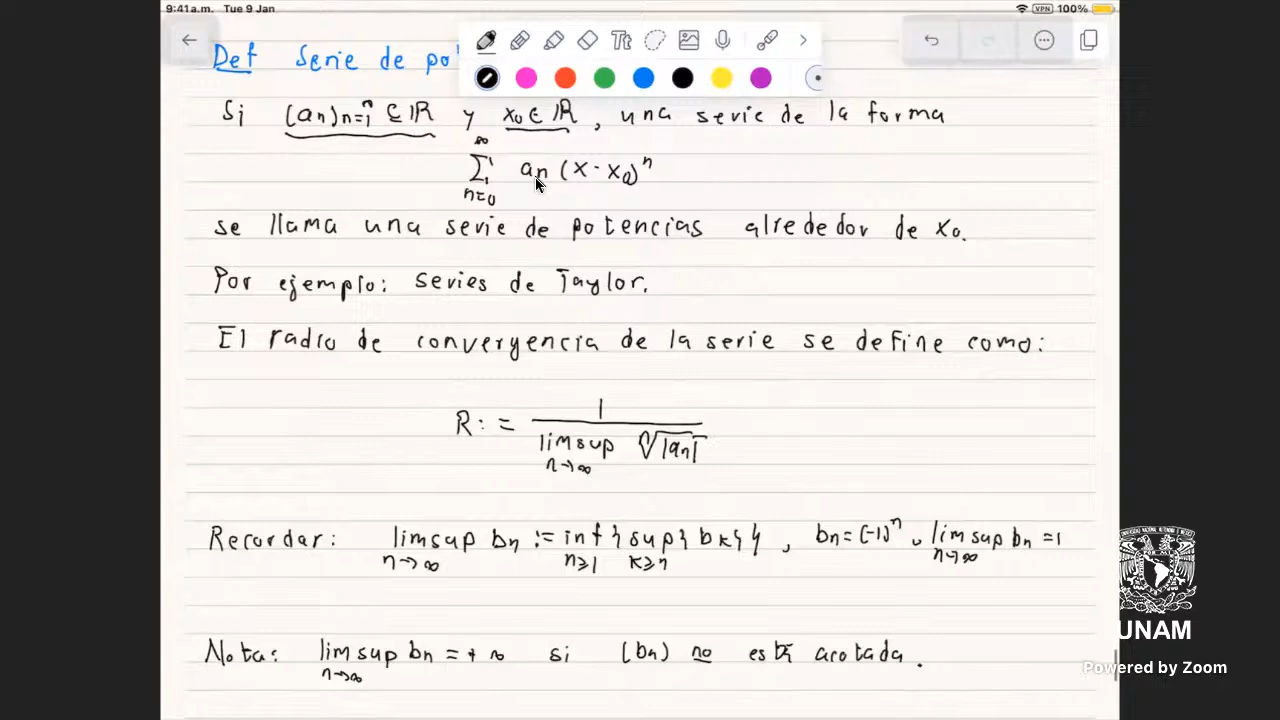 9:41 a.m. Tue 9 Jan
VPN 100%
Def Serie de
Tt
Si (an)n=1^n ⊆ ℝ y x0 ∈ ℝ, una serie de la forma
∑_{n=0}^{∞} an (x - x0)^n
se llama una serie de potencias alrededor de x0.
Por ejemplo: series de Taylor.
El radio de convergencia de la serie se define como:
R := 1 / (limsup_{n→∞} ⁿ√|an|)
Recordar: limsup_{n→∞} bn := inf_{n≥1} { sup_{k≥n} { bk } } , bn = (-1)^n , limsup_{n→∞} bn = 1
Nota: limsup_{n→∞} bn = +∞ si (bn) no está acotada.
UNAM
Powered by Zoom